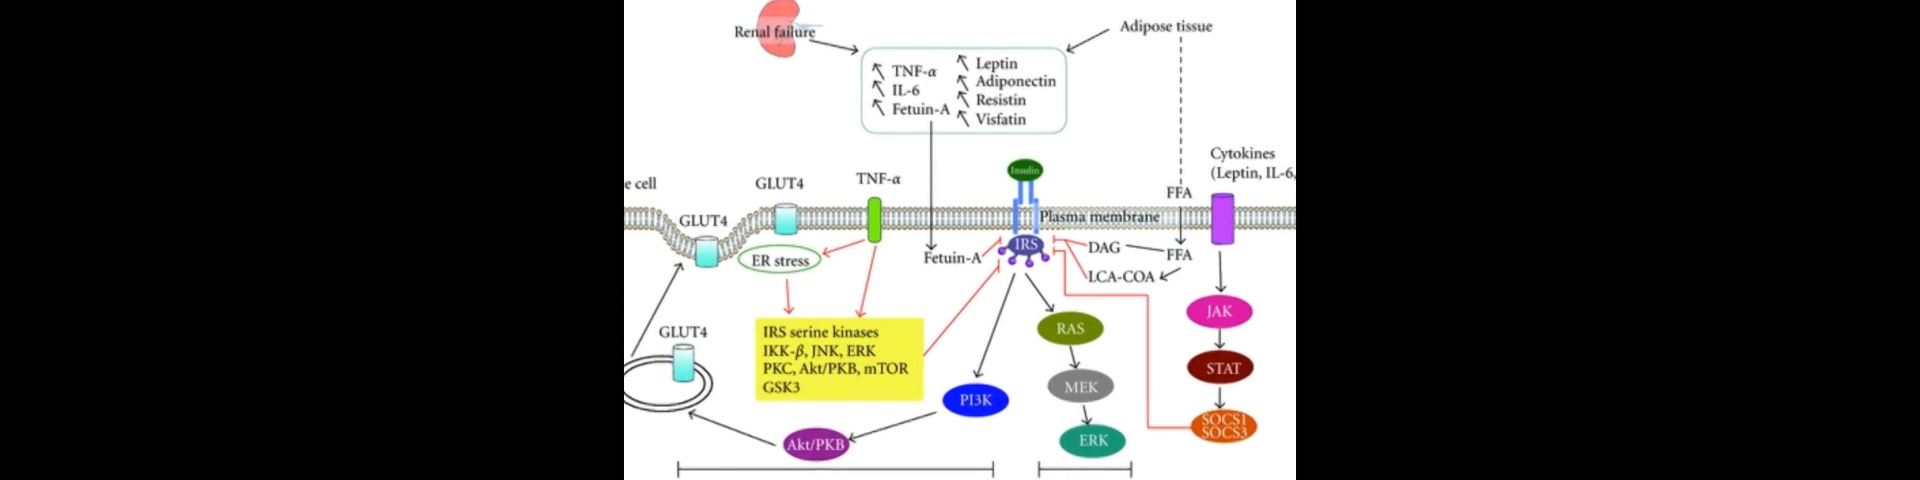 Renal failure
Adipose tissue
TNF-α
IL-6
Fetuin-A
Leptin
Adiponectin
Resistin
Visfatin
Cytokines
(Leptin, IL-6,
e cell
GLUT4
TNF-α
Insulin
FFA
GLUT4
Plasma membrane
ER stress
Fetuin-A
IRS
DAG
FFA
LCA-COA
GLUT4
IRS serine kinases
IKK-β, JNK, ERK
PKC, Akt/PKB, mTOR
GSK3
RAS
JAK
MEK
STAT
PI3K
SOCS1
SOCS3
Akt/PKB
ERK